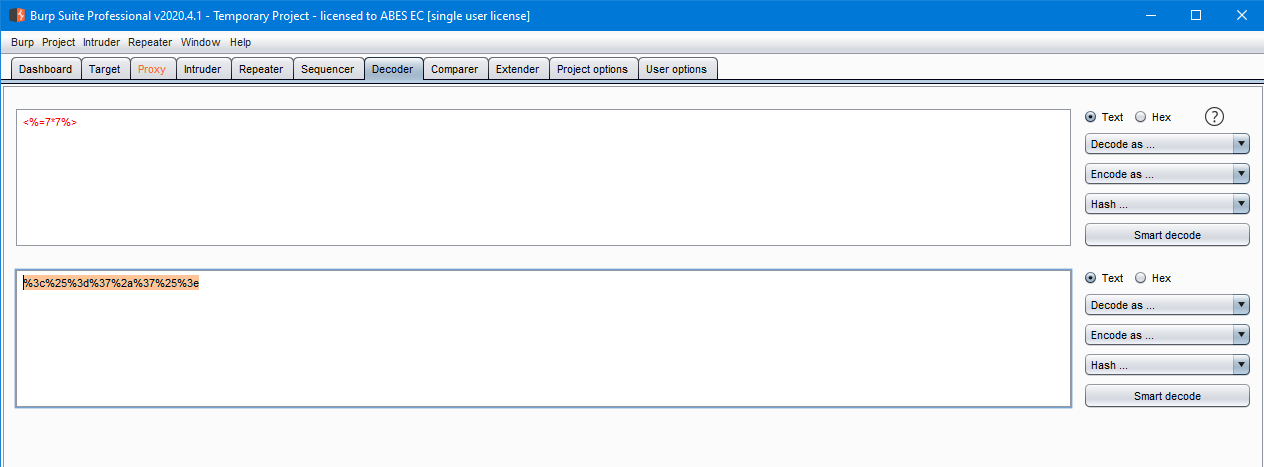 Burp Suite Professional v2020.4.1 - Temporary Project - licensed to ABES EC [single user license]
Burp Project Intruder Repeater Window Help
Dashboard Target Proxy Intruder Repeater Sequencer Decoder Comparer Extender Project options User options
<%=7*7%>
Text Hex ?
Decode as ...
Encode as ...
Hash ...
Smart decode
%3c%25%3d%37%2a%37%25%3e
Text Hex
Decode as ...
Encode as ...
Hash ...
Smart decode